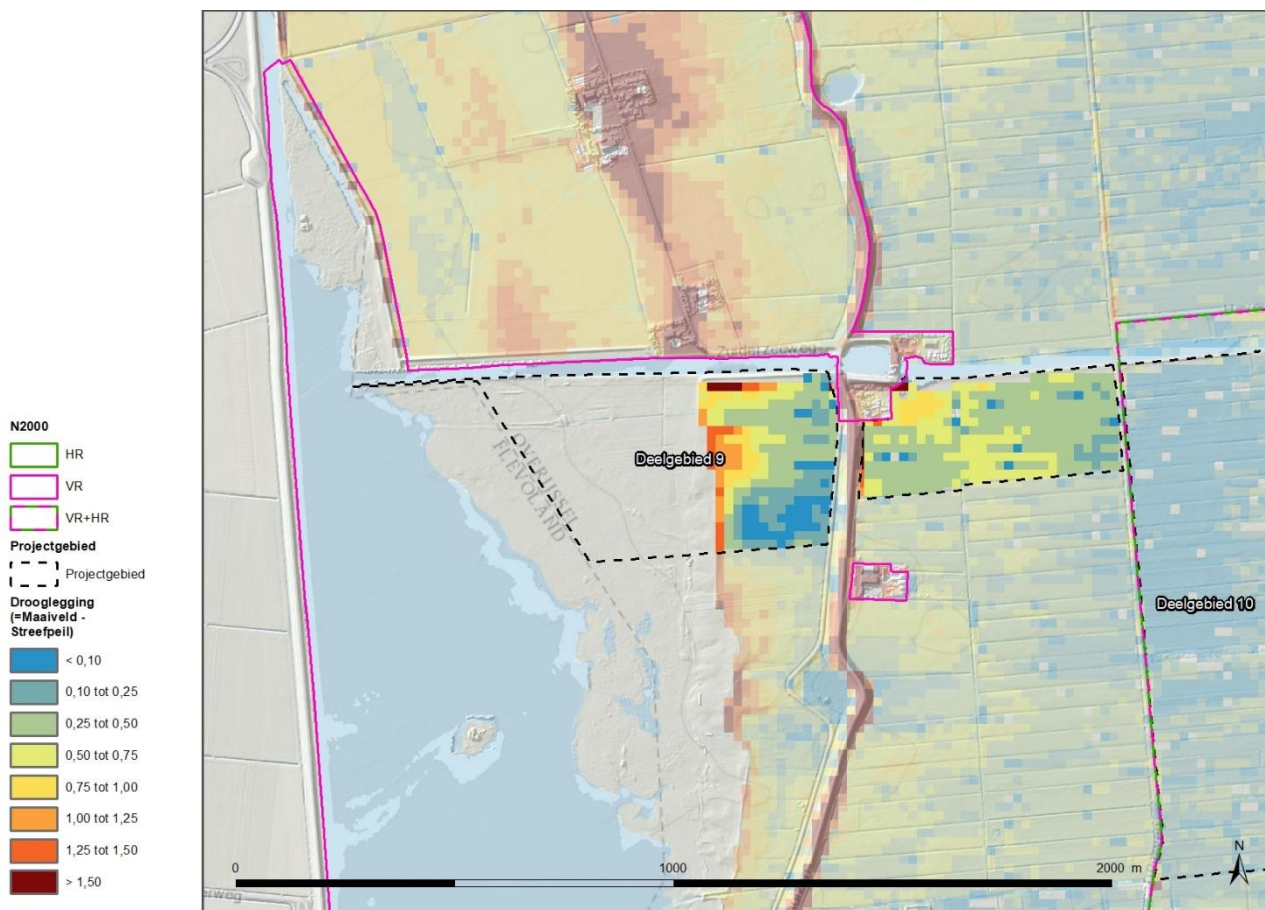 N2000
HR
VR
VR+HR
Projectgebied
Projectgebied
Drooglegging
(=Maaiveld -
Streefpeil)
< 0,10
0,10 tot 0,25
0,25 tot 0,50
0,50 tot 0,75
0,75 tot 1,00
1,00 tot 1,25
1,25 tot 1,50
> 1,50
Zuiderzeeweg
OVERIJSSEL
FLEVOLAND
Deelgebied 9
Deelgebied 10
0
1000
2000 m
N